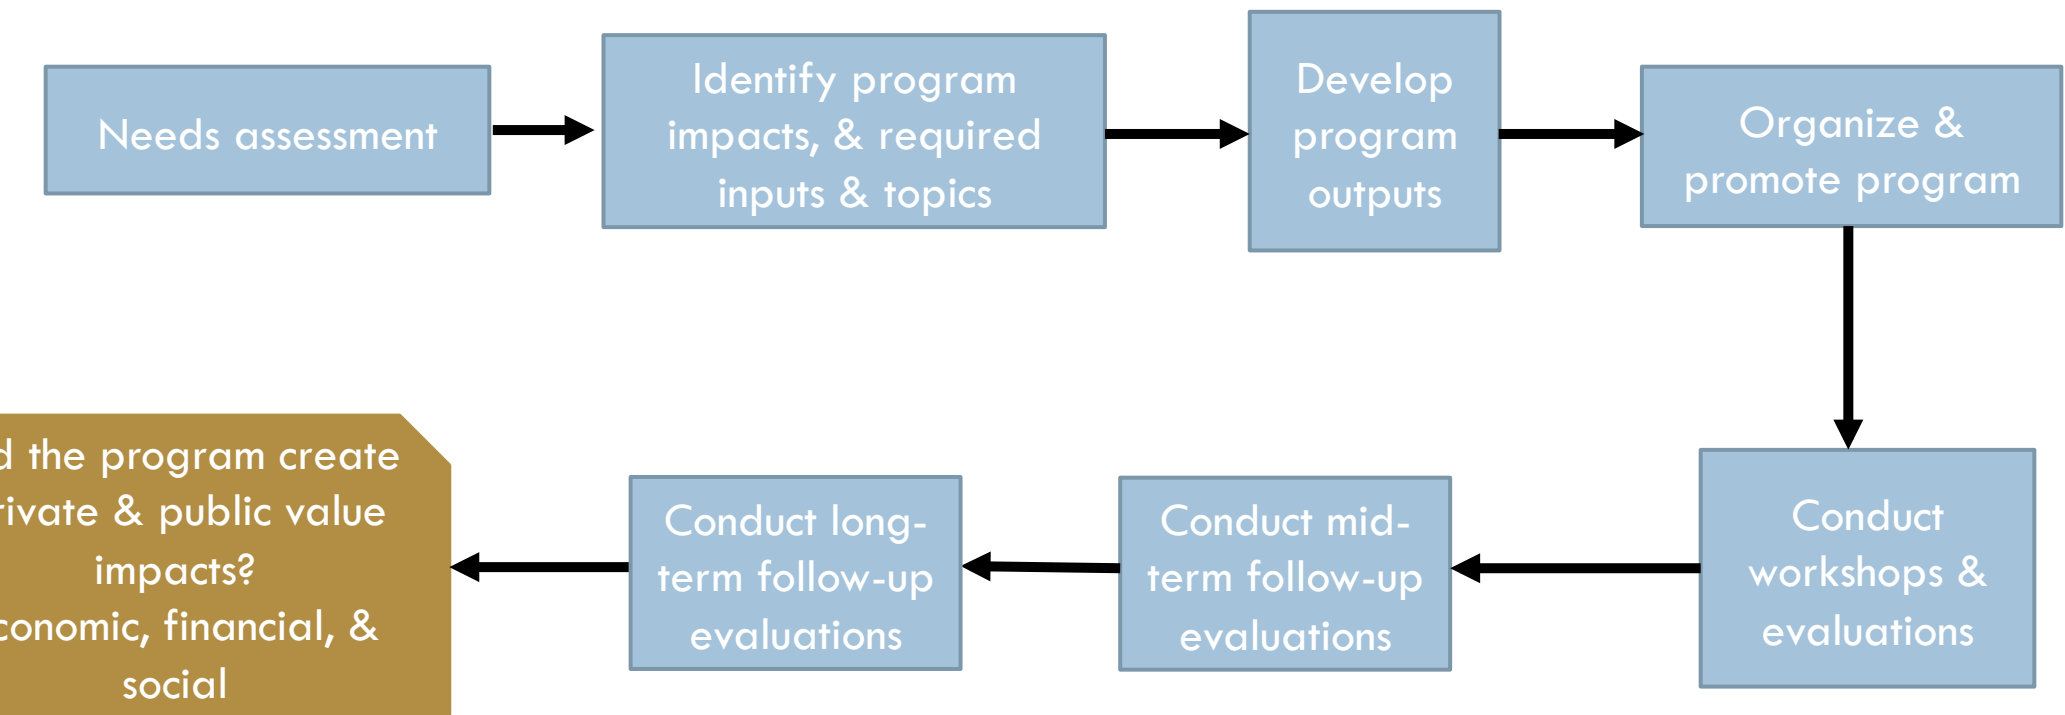 Needs assessment
Identify program
impacts, & required
inputs & topics
Develop
program
outputs
Organize &
promote program
Conduct
workshops &
evaluations
Conduct mid-
term follow-up
evaluations
Conduct long-
term follow-up
evaluations
the program create
& public value
impacts?
financial, &
social